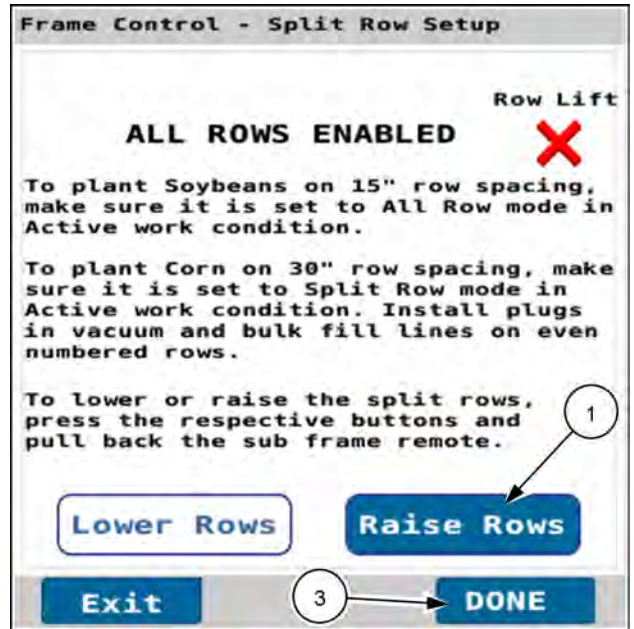 Frame Control - Split Row Setup
Row Lift
ALL ROWS ENABLED
To plant Soybeans on 15" row spacing,
make sure it is set to All Row mode in
Active work condition.
To plant Corn on 30" row spacing, make
sure it is set to Split Row mode in
Active work condition. Install plugs
in vacuum and bulk fill lines on even
numbered rows.
To lower or raise the split rows,
press the respective buttons and
pull back the sub frame remote.
1
Lower Rows
Raise Rows
Exit
3
DONE